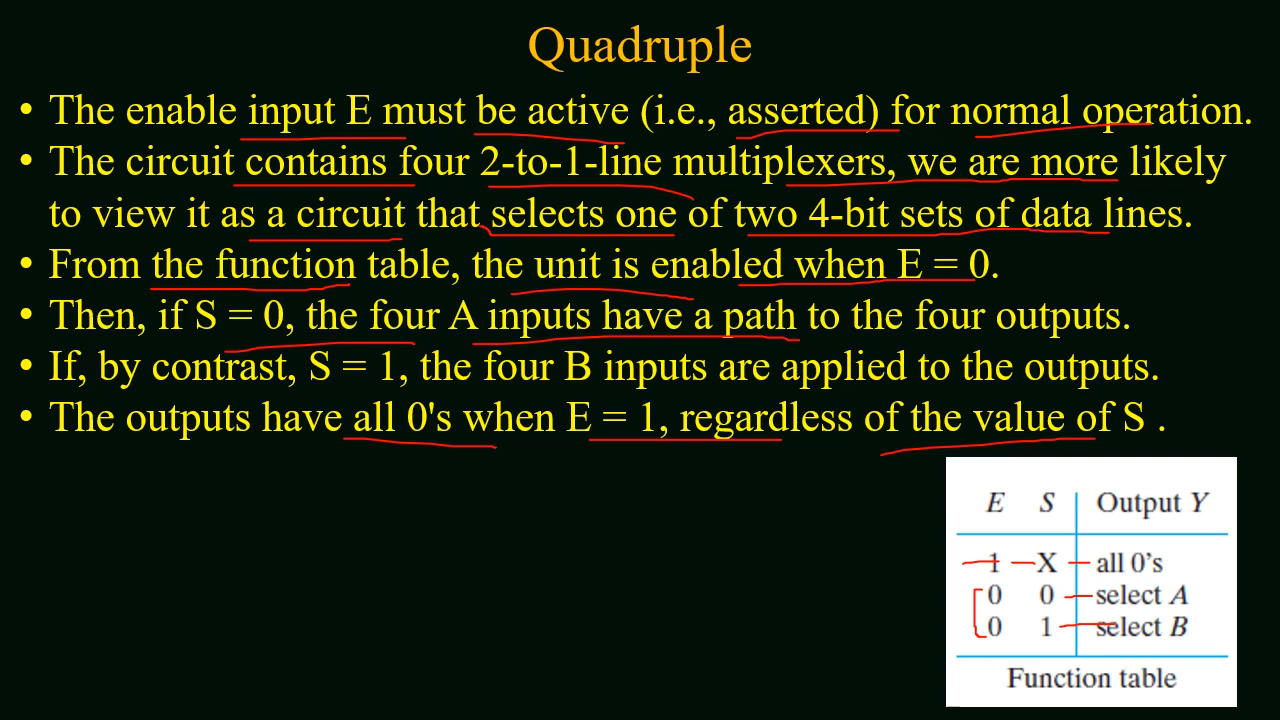 Quadruple
• The enable input E must be active (i.e., asserted) for normal operation.
• The circuit contains four 2-to-1-line multiplexers, we are more likely
to view it as a circuit that selects one of two 4-bit sets of data lines.
• From the function table, the unit is enabled when E = 0.
• Then, if S = 0, the four A inputs have a path to the four outputs.
• If, by contrast, S = 1, the four B inputs are applied to the outputs.
• The outputs have all 0's when E = 1, regardless of the value of S .
E S Output Y
1 X all 0’s
0 0 select A
0 1 select B
Function table